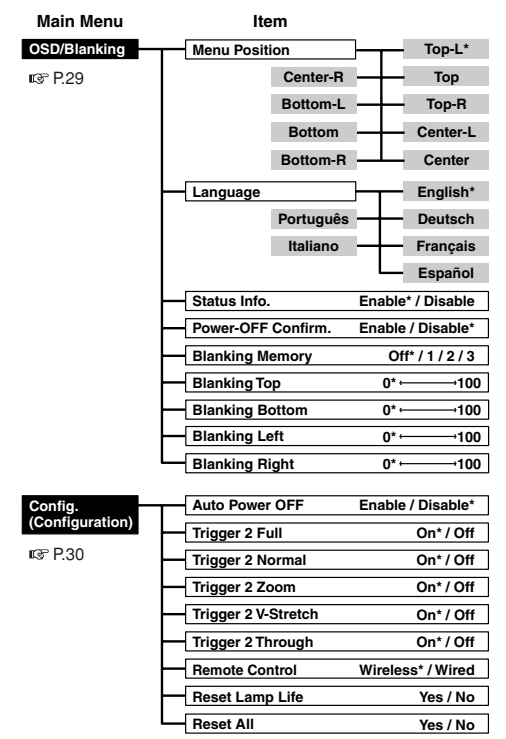 Main Menu Item
OSD/Blanking Menu Position Top-L*
☞ P.29 Center-R Top
Bottom-L Top-R
Bottom Center-L
Bottom-R Center
Language English*
Português Deutsch
Italiano Français
Español
Status Info. Enable* / Disable
Power-OFF Confirm. Enable / Disable*
Blanking Memory Off* / 1 / 2 / 3
Blanking Top 0* ←→ 100
Blanking Bottom 0* ←→ 100
Blanking Left 0* ←→ 100
Blanking Right 0* ←→ 100
Config. Auto Power OFF Enable / Disable*
(Configuration)
Trigger 2 Full On* / Off
☞ P.30 Trigger 2 Normal On* / Off
Trigger 2 Zoom On* / Off
Trigger 2 V-Stretch On* / Off
Trigger 2 Through On* / Off
Remote Control Wireless* / Wired
Reset Lamp Life Yes / No
Reset All Yes / No